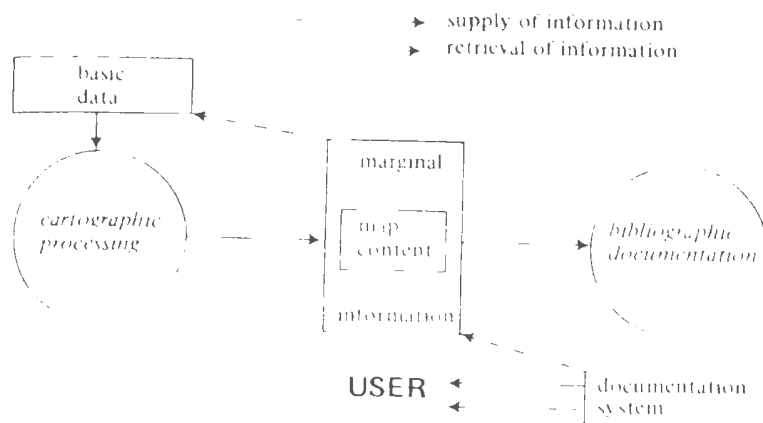 supply of information
retrieval of information
basic
data
marginal
cartographic
processing
map
content
bibliographic
documentation
information
USER
documentation
system